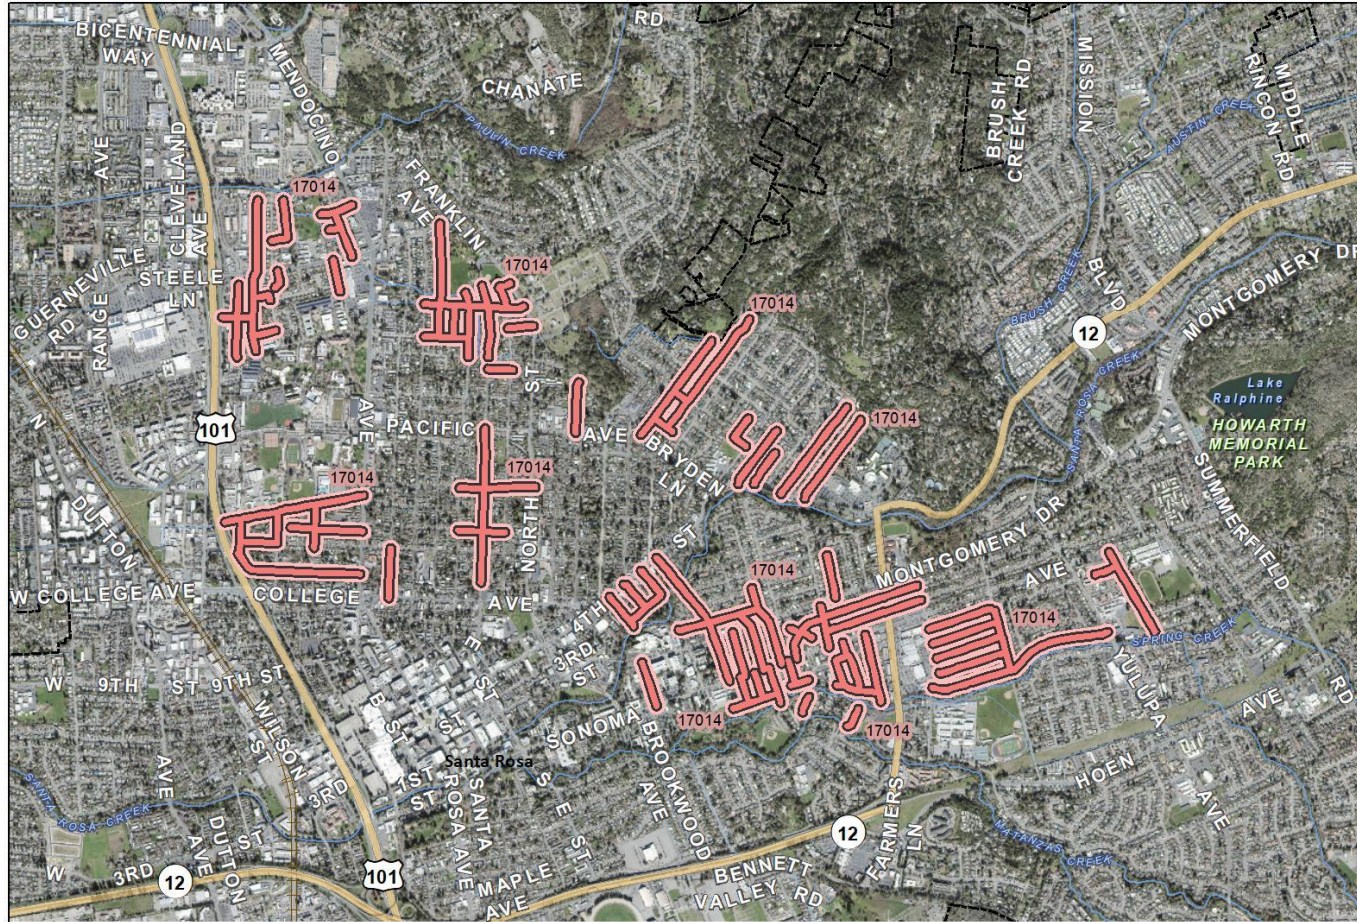 BICENTENNIAL
WAY
MENDOCINO
AVE
CHANATE
RD
PAULIN CREEK
FRANKLIN
AVE
BRUSH
CREEK RD
MISSION
BLVD
MIDDLE
RINCON RD
AUSTIN CREEK
AVE
RANGE
CLEVELAND
AVE
GUERNEVILLE
RD
STEELE
LN
17014
17014
17014
17014
17014
17014
17014
17014
17014
17014
BRUSH CREEK
12
MONTGOMERY DR
SANTA ROSA CREEK
Lake
Ralphine
HOWARTH
MEMORIAL
PARK
SUMMERFIELD
RD
101
PACIFIC
AVE
ST
NORTH
BRYDEN
LN
N
DUTTON
W COLLEGE AVE
COLLEGE
AVE
4TH
ST
3RD
ST
MONTGOMERY DR
AVE
SPRING CREEK
YULUPA
AVE
W
9TH
ST
9TH ST
WILSON
ST
B
ST
E
ST
ST
SONOMA
AVE
BROOKWOOD
AVE
HOEN
AVE
Santa Rosa
1ST
ST
3RD
SANTA
ROSA AVE
S
E
ST
SANTA ROSA CREEK
AVE
DUTTON
AVE
W
3RD
ST
12
101
MAPLE
AVE
BENNETT
VALLEY RD
12
FARMERS
LN
MATANZAS CREEK